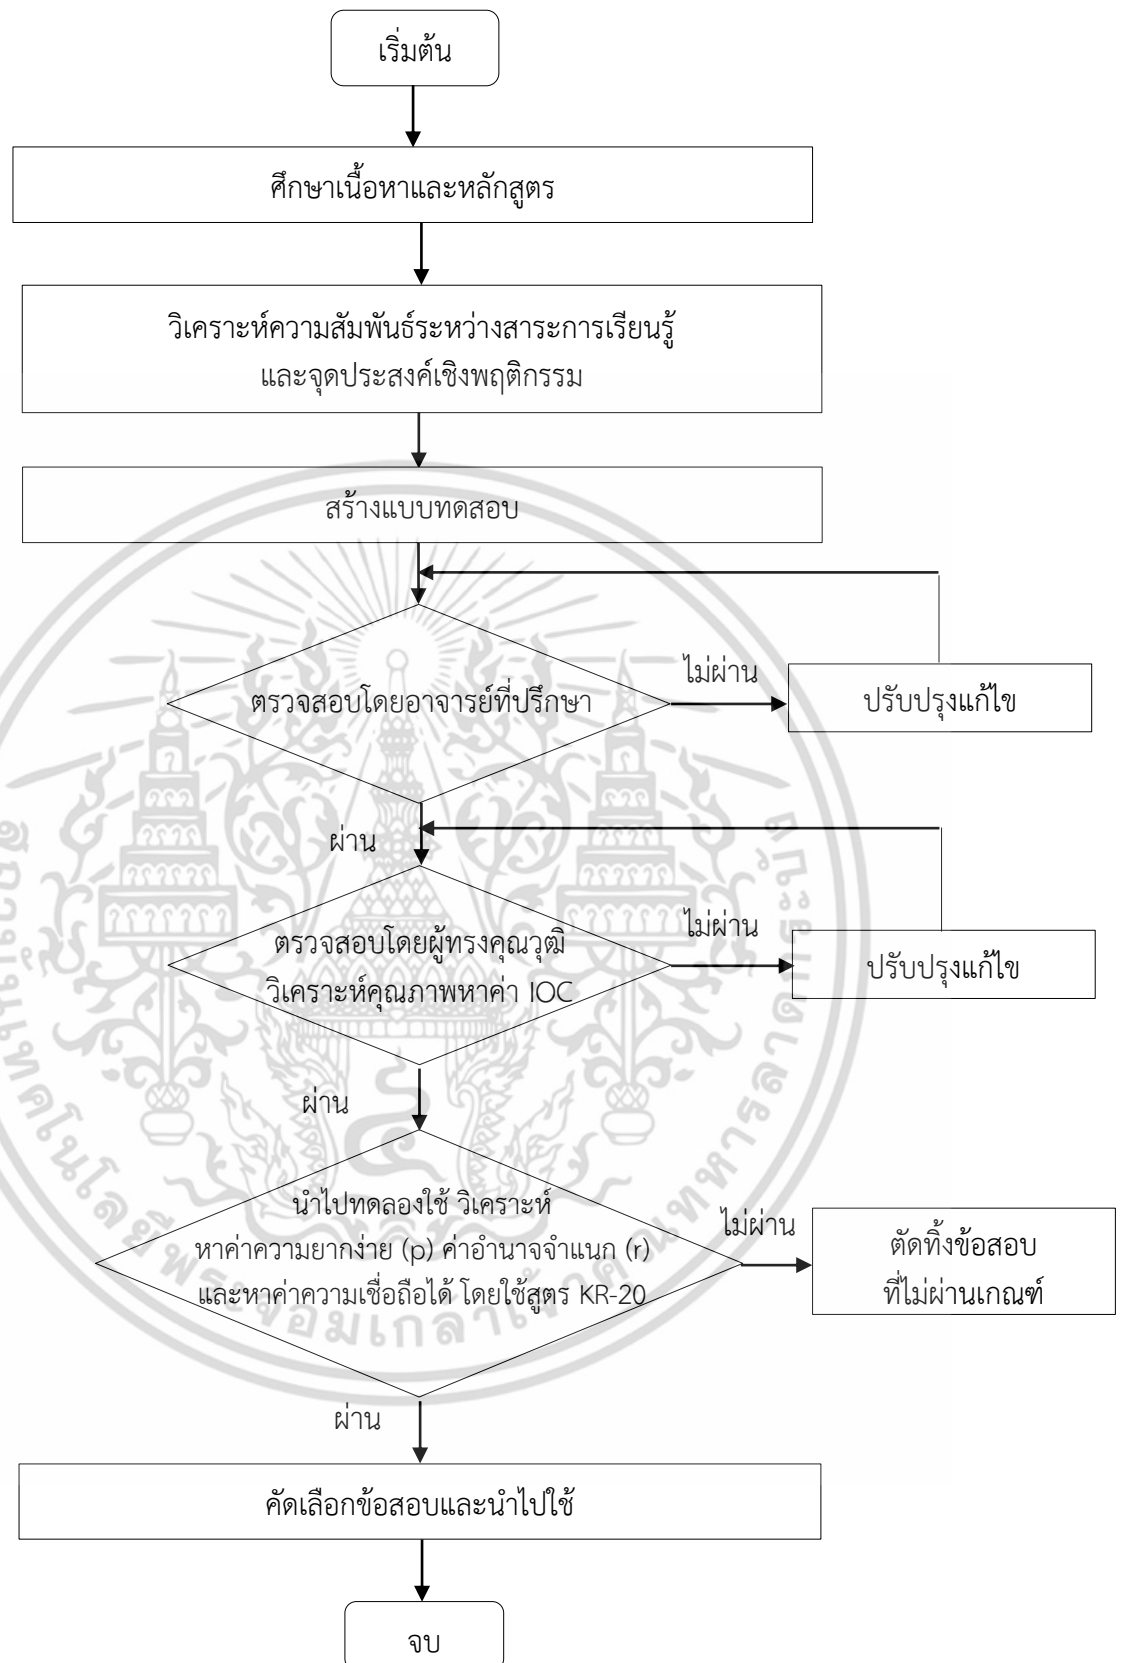 เริ่มต้น
ศึกษาเนื้อหาและหลักสูตร
วิเคราะห์ความสัมพันธ์ระหว่างสาระการเรียนรู้
และจุดประสงค์เชิงพฤติกรรม
สร้างแบบทดสอบ
ตรวจสอบโดยอาจารย์ที่ปรึกษา
ไม่ผ่าน
ปรับปรุงแก้ไข
ผ่าน
ตรวจสอบโดยผู้ทรงคุณวุฒิ
วิเคราะห์คุณภาพหาค่า IOC
ไม่ผ่าน
ปรับปรุงแก้ไข
ผ่าน
นำไปทดลองใช้ วิเคราะห์
หาค่าความยากง่าย (p) ค่าอำนาจจำแนก (r)
และหาค่าความเชื่อถือได้ โดยใช้สูตร KR-20
ไม่ผ่าน
ตัดทิ้งข้อสอบ
ที่ไม่ผ่านเกณฑ์
ผ่าน
คัดเลือกข้อสอบและนำไปใช้
จบ